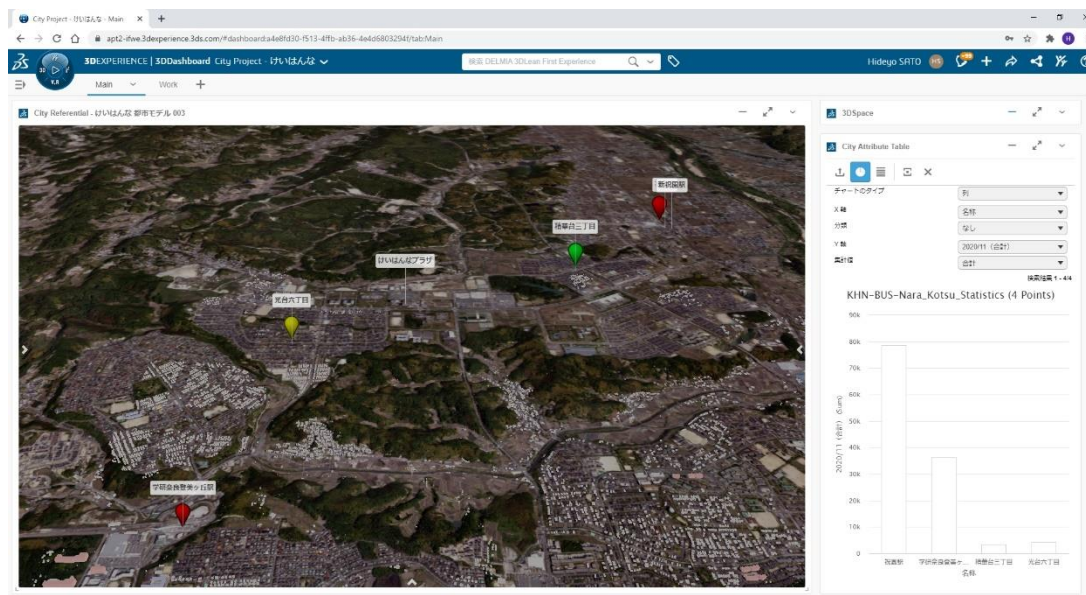 City Project - けいはんな - Main
apt2-ifwe.3dexperience.3ds.com/#dashboard:a4e8fd30-f513-4ffb-ab36-4e4d6803294f/tab:Main
3DEXPERIENCE | 3DDashboard City Project - けいはんな
検索 DELMIA 3DLean First Experience
Hideyo SATO
HS
3D
V.R
Main
Work
City Referential - けいはんな 都市モデル 003
新祝園駅
精華台三丁目
けいはんなプラザ
光台六丁目
学研奈良登美ヶ丘駅
3DSpace
City Attribute Table
チャートのタイプ
列
X 軸
名称
分類
なし
Y 軸
2020/11 (合計)
集計値
合計
検索結果 1 - 4/4
KHN-BUS-Nara_Kotsu_Statistics (4 Points)
90k
80k
70k
60k
50k
40k
30k
20k
10k
0
2020/11 (合計) (Sum)
祝園駅
学研奈良登美ヶ...
精華台三丁目
光台六丁目
名称